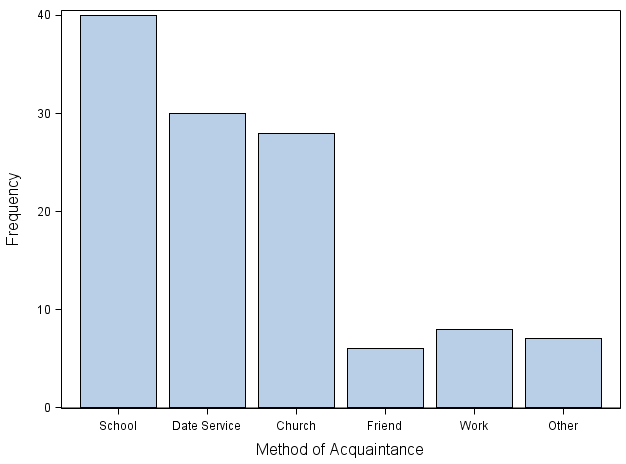 40
30
20
10
0
Frequency
School Date Service Church Friend Work Other
Method of Acquaintance